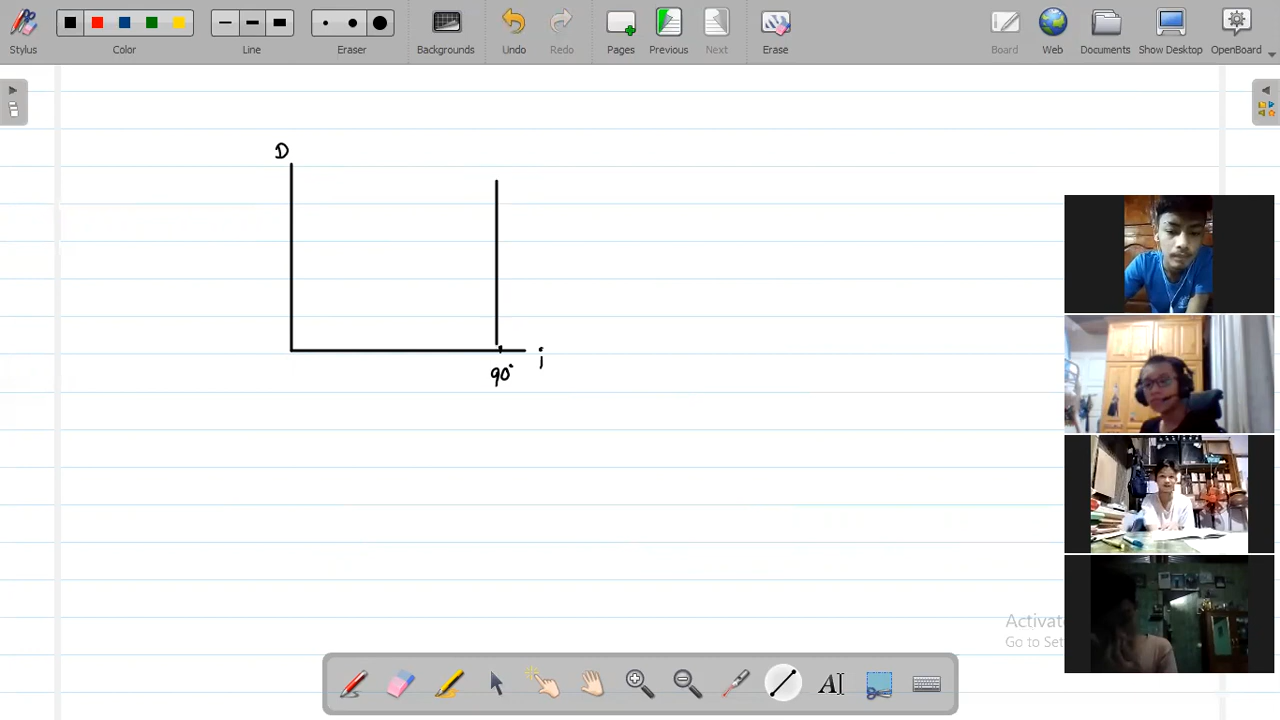 Stylus
Color
Line
Eraser
Backgrounds
Undo
Redo
Pages
Previous
Next
Erase
Board
Web
Documents
Show Desktop
OpenBoard
D
i
90°
Activat
Go to Set
AI